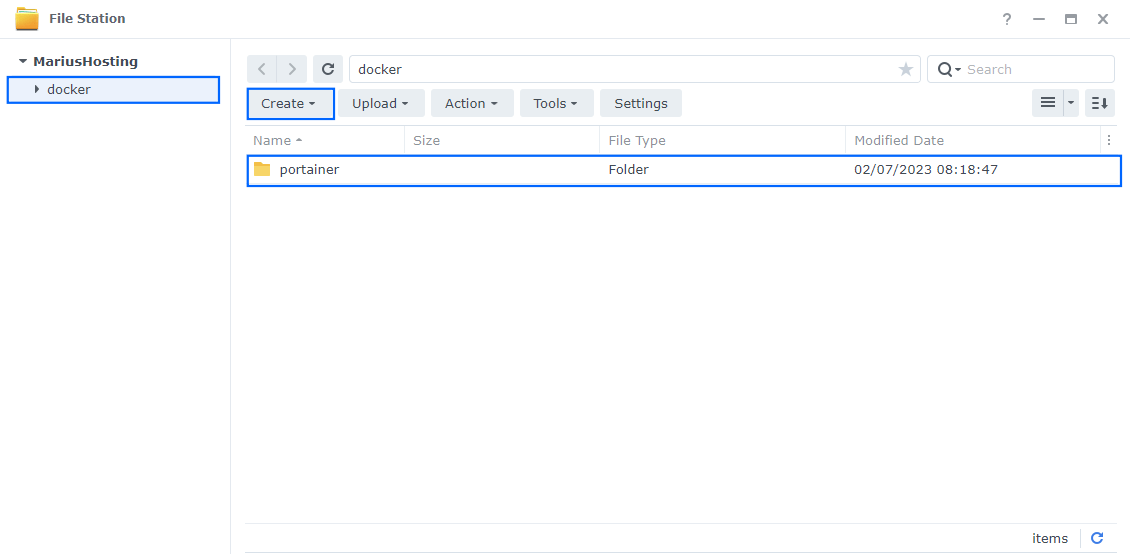 File Station
?
MariusHosting
docker
docker
Search
Create
Upload
Action
Tools
Settings
Name Size File Type Modified Date
portainer Folder 02/07/2023 08:18:47
items